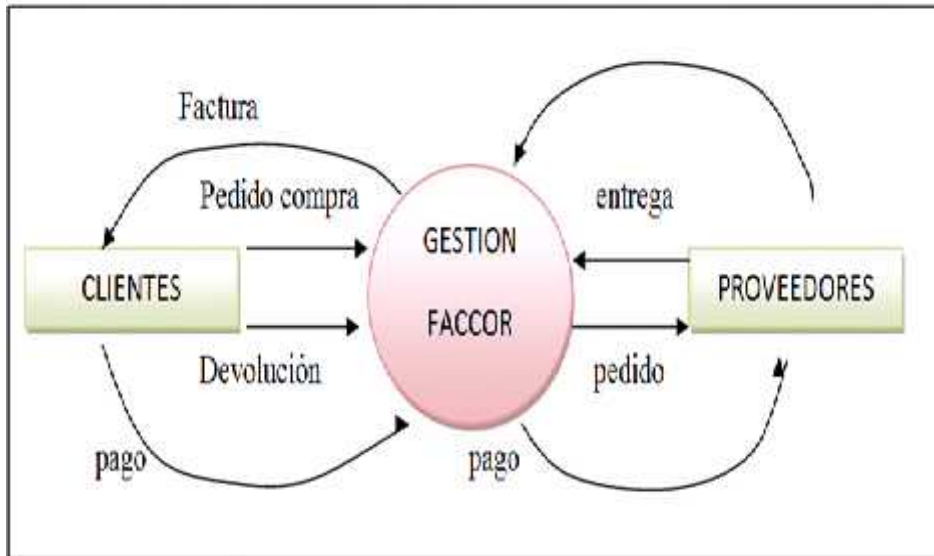 Factura
Pedido compra
entrega
GESTION
FACCOR
CLIENTES
PROVEEDORES
Devolución
pedido
pago
pago